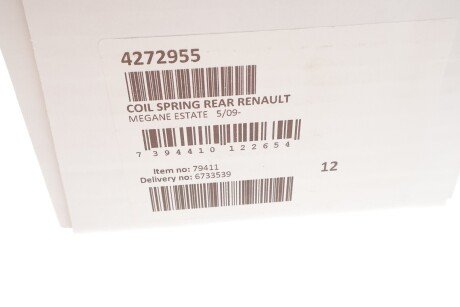 4272955
COIL SPRING REAR RENAULT
MEGANE ESTATE 5/09-
7 394410 122654
Item no: 79411
Delivery no: 6733539
12